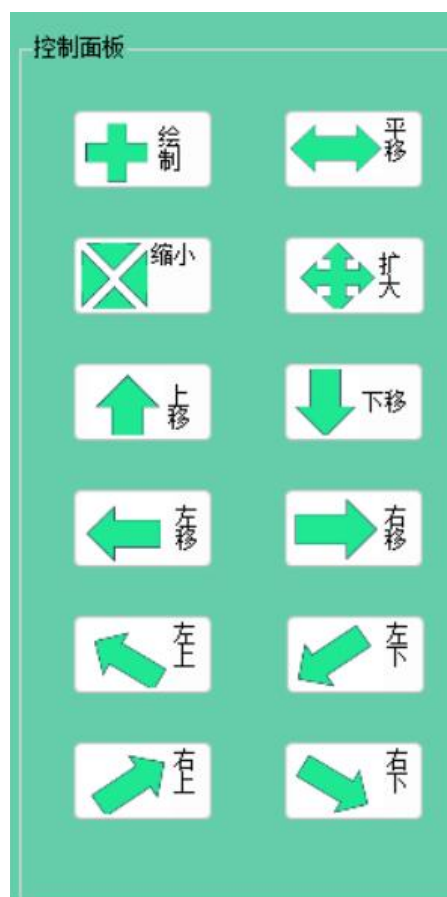 控制面板
绘制
平移
缩小
扩大
上移
下移
左移
右移
左上
左下
右上
右下